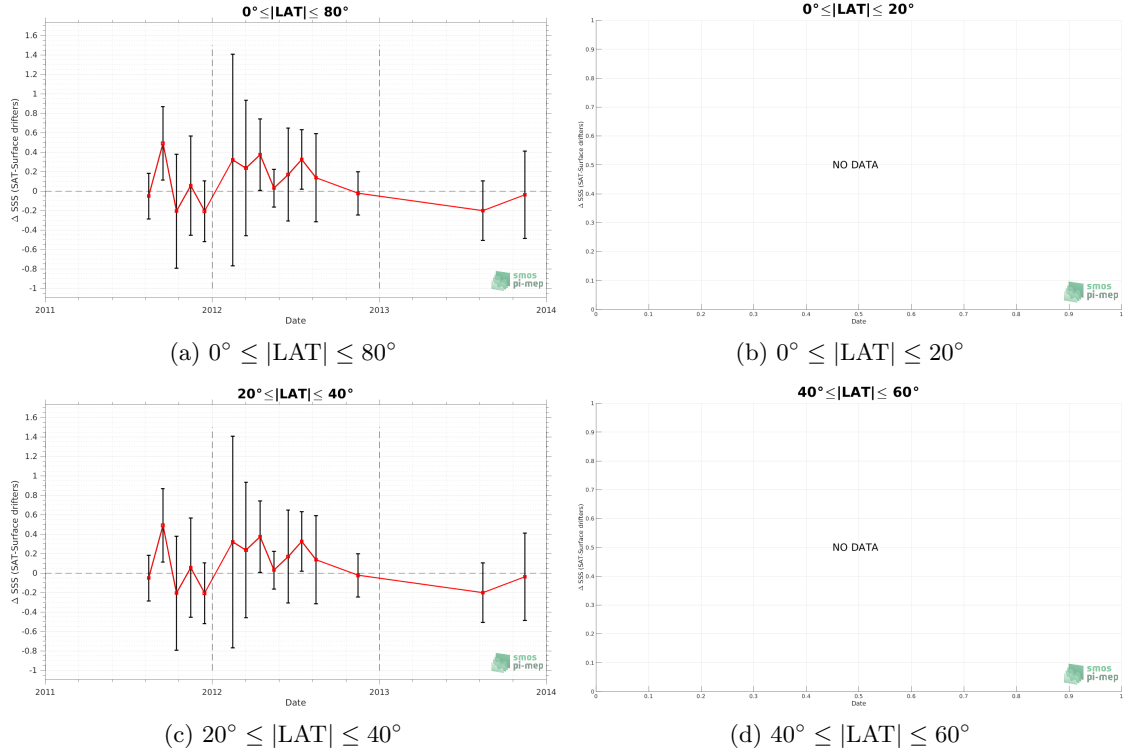 0°≤|LAT|≤ 80°
1.6
1.4
1.2
1
0.8
0.6
0.4
0.2
0
-0.2
-0.4
-0.6
-0.8
-1
Δ SSS (SAT-Surface drifters)
2011 2012 2013 2014
Date
smos
pi-mep
(a) 0° ≤ |LAT| ≤ 80°
0°≤|LAT|≤ 20°
1
0.9
0.8
0.7
0.6
0.5
0.4
0.3
0.2
0.1
0
Δ SSS (SAT-Surface drifters)
NO DATA
0 0.1 0.2 0.3 0.4 0.5 0.6 0.7 0.8 0.9 1
Date
smos
pi-mep
(b) 0° ≤ |LAT| ≤ 20°
20°≤|LAT|≤ 40°
1.6
1.4
1.2
1
0.8
0.6
0.4
0.2
0
-0.2
-0.4
-0.6
-0.8
-1
Δ SSS (SAT-Surface drifters)
2011 2012 2013 2014
Date
smos
pi-mep
(c) 20° ≤ |LAT| ≤ 40°
40°≤|LAT|≤ 60°
1
0.9
0.8
0.7
0.6
0.5
0.4
0.3
0.2
0.1
0
Δ SSS (SAT-Surface drifters)
NO DATA
0 0.1 0.2 0.3 0.4 0.5 0.6 0.7 0.8 0.9 1
Date
smos
pi-mep
(d) 40° ≤ |LAT| ≤ 60°